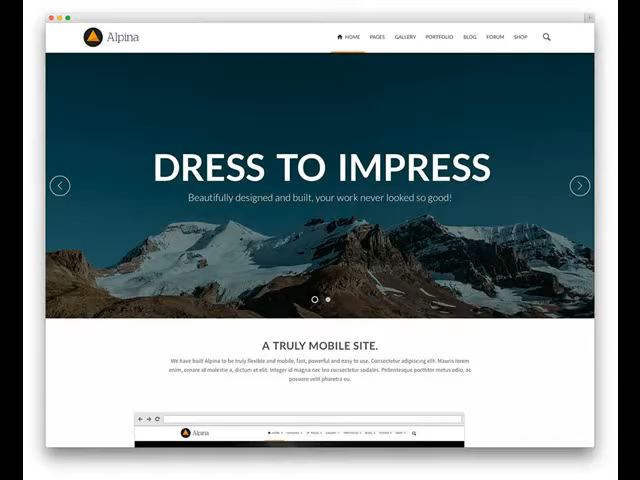 Alpina
HOME PAGES GALLERY PORTFOLIO BLOG FORUM SHOP
DRESS TO IMPRESS
Beautifully designed and built, your work never looked so good!
A TRULY MOBILE SITE.
We have built Alpina to be truly flexible and mobile, fast, powerful and easy to use. Consectetur adipiscing elit. Mauris lorem
enim, ornare id molestie a, dictum et elit. Integer id magna nec leo consectetur sodales. Pellentesque porttitor metus odio, ac
posuere velit pharetra eu.
Alpina